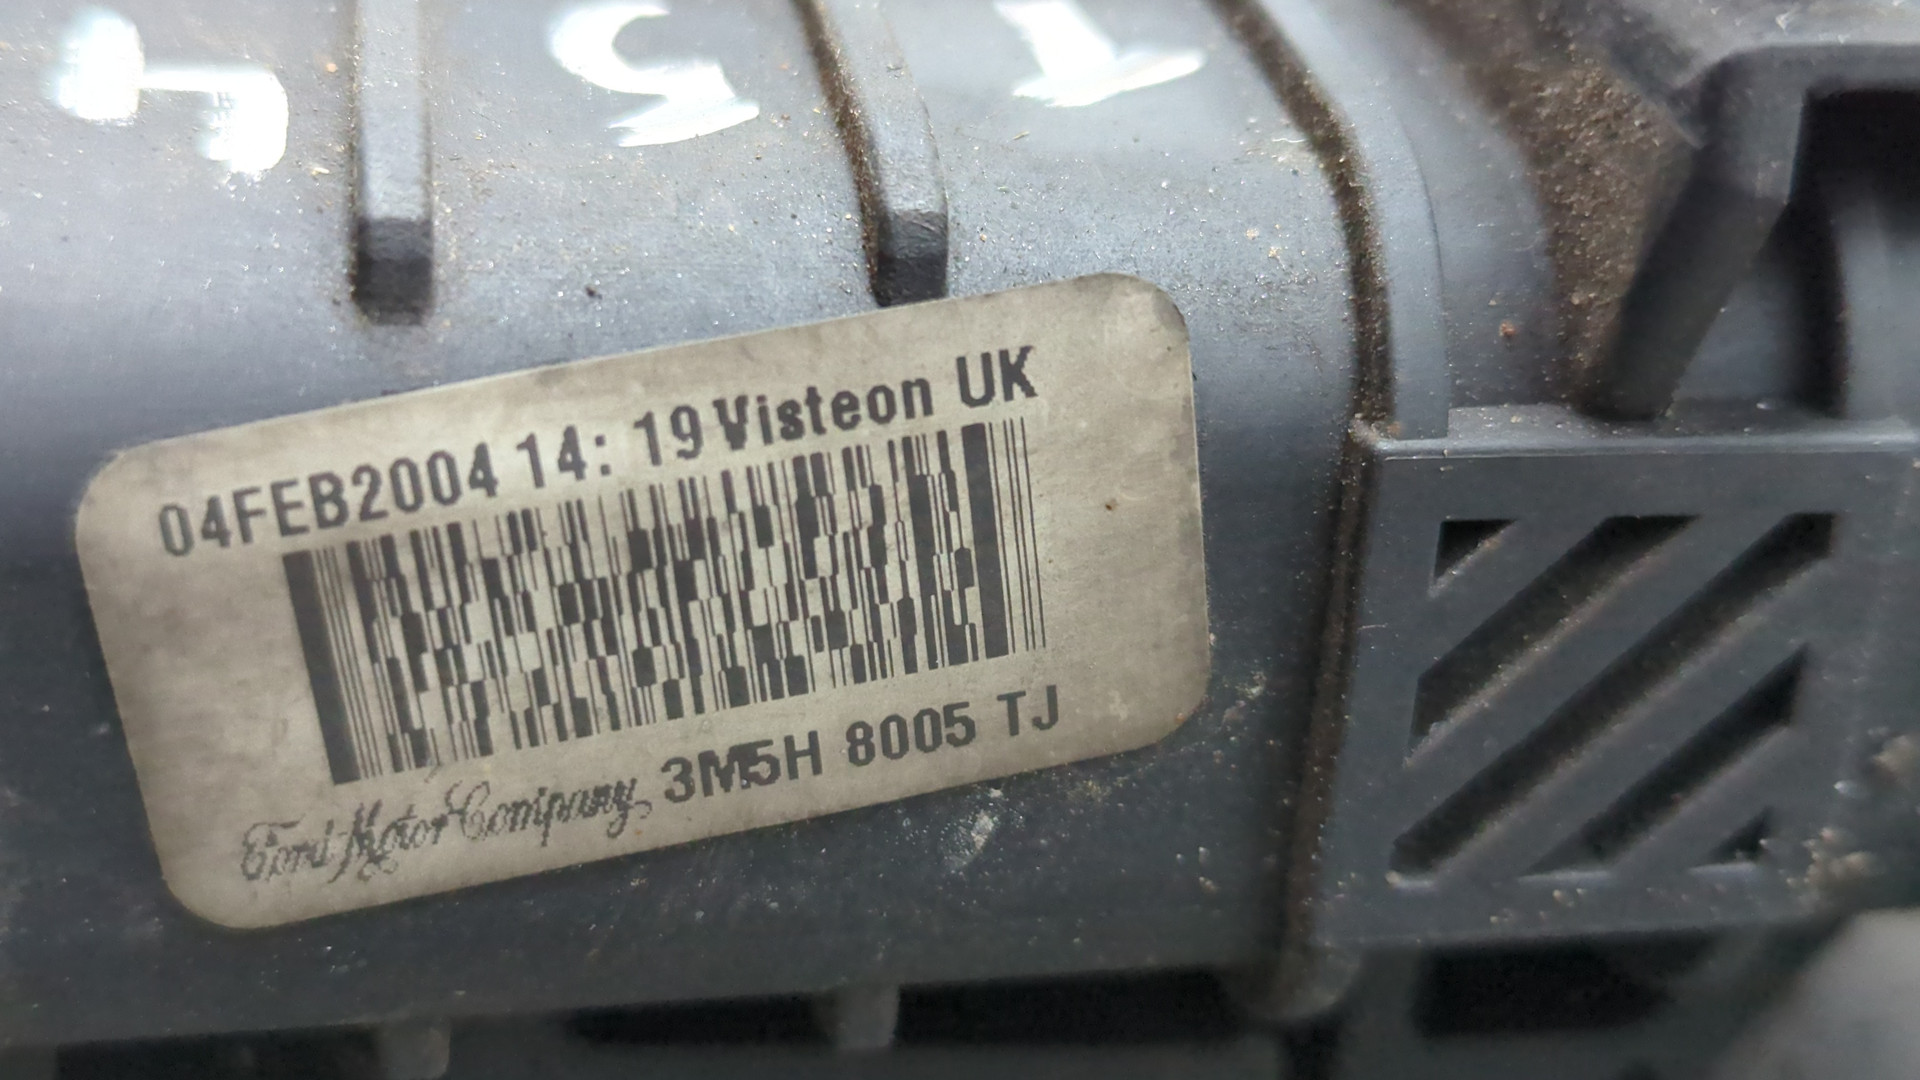 04FEB2004 14: 19 Visteon UK
Ford Motor Company 3M5H 8005 TJ